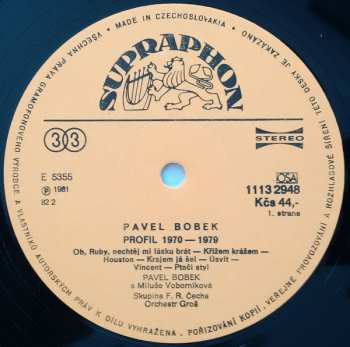 VŠECHNA PRÁVA GRAMOFONOVÉHO VÝROBCE A VLASTNÍKŮ AUTORSKÝCH PRÁV K DÍLU VYHRAŽENA. POŘIZOVÁNÍ KOPIÍ, VEŘEJNÉ PROVOZOVÁNÍ A ROZHLASOVÉ ŠÍŘENÍ TÉTO DESKY JE ZAKÁZÁNO
MADE IN CZECHOSLOVAKIA
SUPRAPHON
33
STEREO
E 5355
℗ 1981
82 2
OSA
1113 2948
Kčs 44,-
1. strana
PAVEL BOBEK
PROFIL 1970 — 1979
Oh, Ruby, nechtěj mi lásku brát — Křížem krážem —
Houston — Krajem já šel — Úsvit —
Vincent — Ptačí styl
PAVEL BOBEK
s Miluše Voborníková
Skupina F. R. Čecha
Orchestr Groš